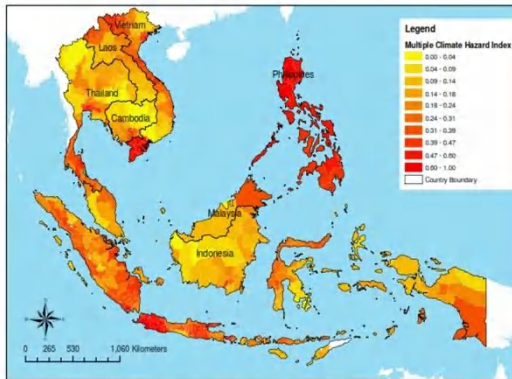 Vietnam
Laos
Thailand
Cambodia
Philippines
Malaysia
Indonesia
Legend
Multiple Climate Hazard Index
0.00 - 0.04
0.04 - 0.09
0.09 - 0.14
0.14 - 0.18
0.18 - 0.24
0.24 - 0.31
0.31 - 0.39
0.39 - 0.47
0.47 - 0.60
0.60 - 1.00
Country Boundary
0 265 530 1,060 Kilometers